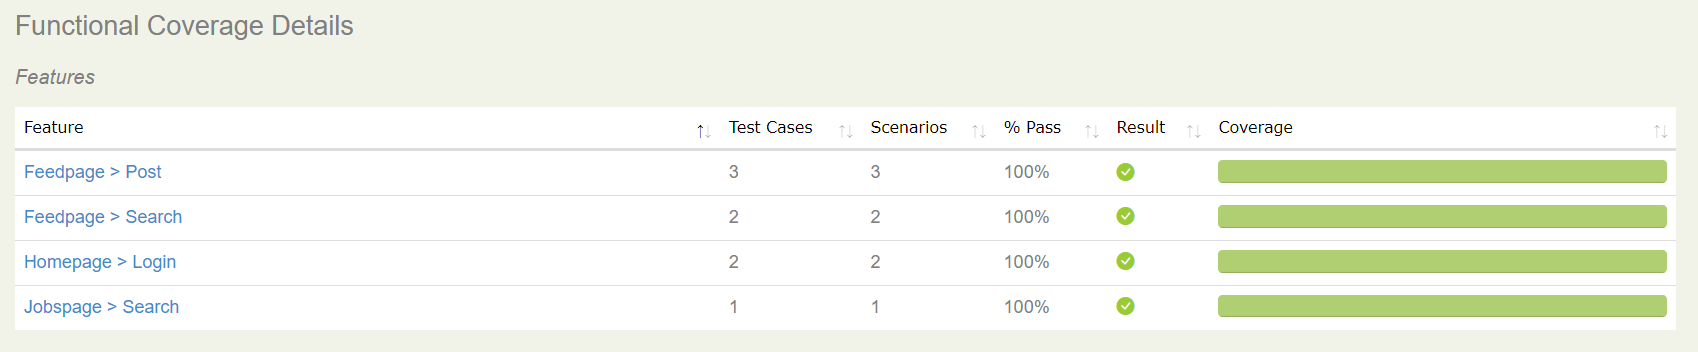 Functional Coverage Details
Features
Feature Test Cases Scenarios % Pass Result Coverage
Feedpage > Post 3 3 100%
Feedpage > Search 2 2 100%
Homepage > Login 2 2 100%
Jobspage > Search 1 1 100%